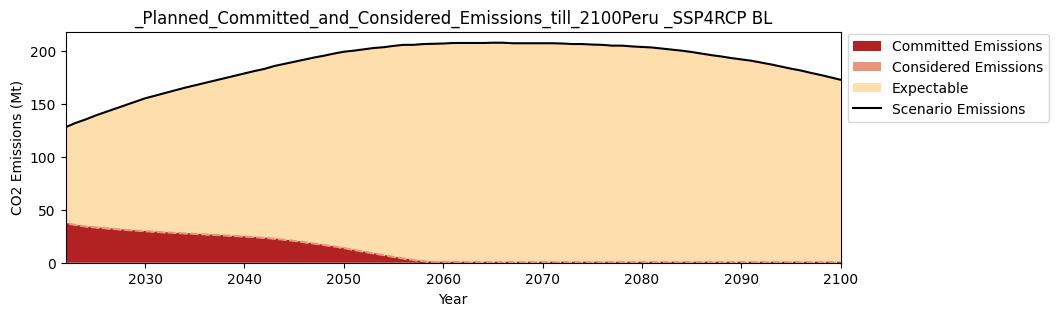 _Planned_Committed_and_Considered_Emissions_till_2100Peru _SSP4RCP BL
CO2 Emissions (Mt)
200
150
100
50
0
2030 2040 2050 2060 2070 2080 2090 2100
Year
Committed Emissions
Considered Emissions
Expectable
Scenario Emissions